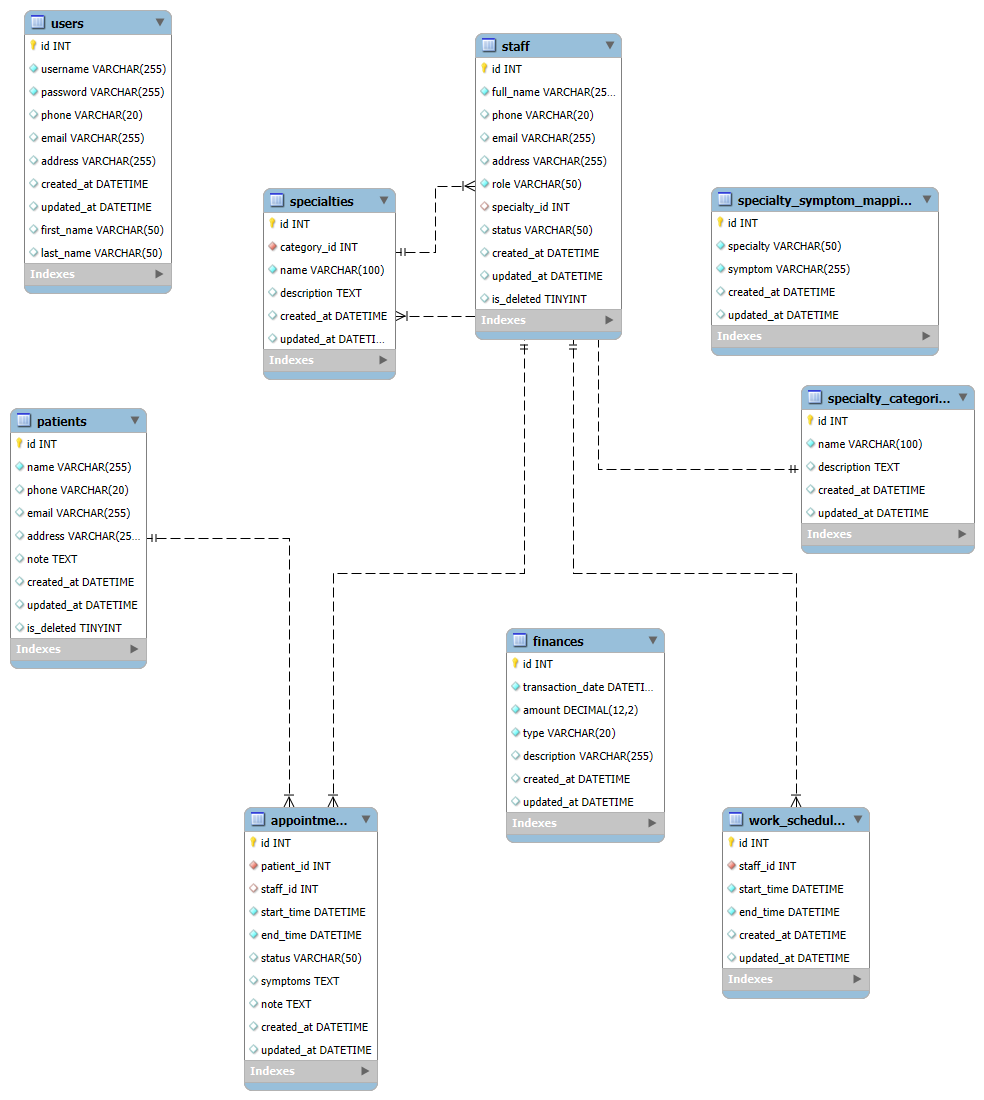 users
id INT
username VARCHAR(255)
password VARCHAR(255)
phone VARCHAR(20)
email VARCHAR(255)
address VARCHAR(255)
created_at DATETIME
updated_at DATETIME
first_name VARCHAR(50)
last_name VARCHAR(50)
Indexes
staff
id INT
full_name VARCHAR(25...
phone VARCHAR(20)
email VARCHAR(255)
address VARCHAR(255)
role VARCHAR(50)
specialty_id INT
status VARCHAR(50)
created_at DATETIME
updated_at DATETIME
is_deleted TINYINT
Indexes
specialties
id INT
category_id INT
name VARCHAR(100)
description TEXT
created_at DATETIME
updated_at DATETI...
Indexes
specialty_symptom_mappi...
id INT
specialty VARCHAR(50)
symptom VARCHAR(255)
created_at DATETIME
updated_at DATETIME
Indexes
specialty_categori...
id INT
name VARCHAR(100)
description TEXT
created_at DATETIME
updated_at DATETIME
Indexes
patients
id INT
name VARCHAR(255)
phone VARCHAR(20)
email VARCHAR(255)
address VARCHAR(25...
note TEXT
created_at DATETIME
updated_at DATETIME
is_deleted TINYINT
Indexes
finances
id INT
transaction_date DATETI...
amount DECIMAL(12,2)
type VARCHAR(20)
description VARCHAR(255)
created_at DATETIME
updated_at DATETIME
Indexes
appointme...
id INT
patient_id INT
staff_id INT
start_time DATETIME
end_time DATETIME
status VARCHAR(50)
symptoms TEXT
note TEXT
created_at DATETIME
updated_at DATETIME
Indexes
work_schedul...
id INT
staff_id INT
start_time DATETIME
end_time DATETIME
created_at DATETIME
updated_at DATETIME
Indexes